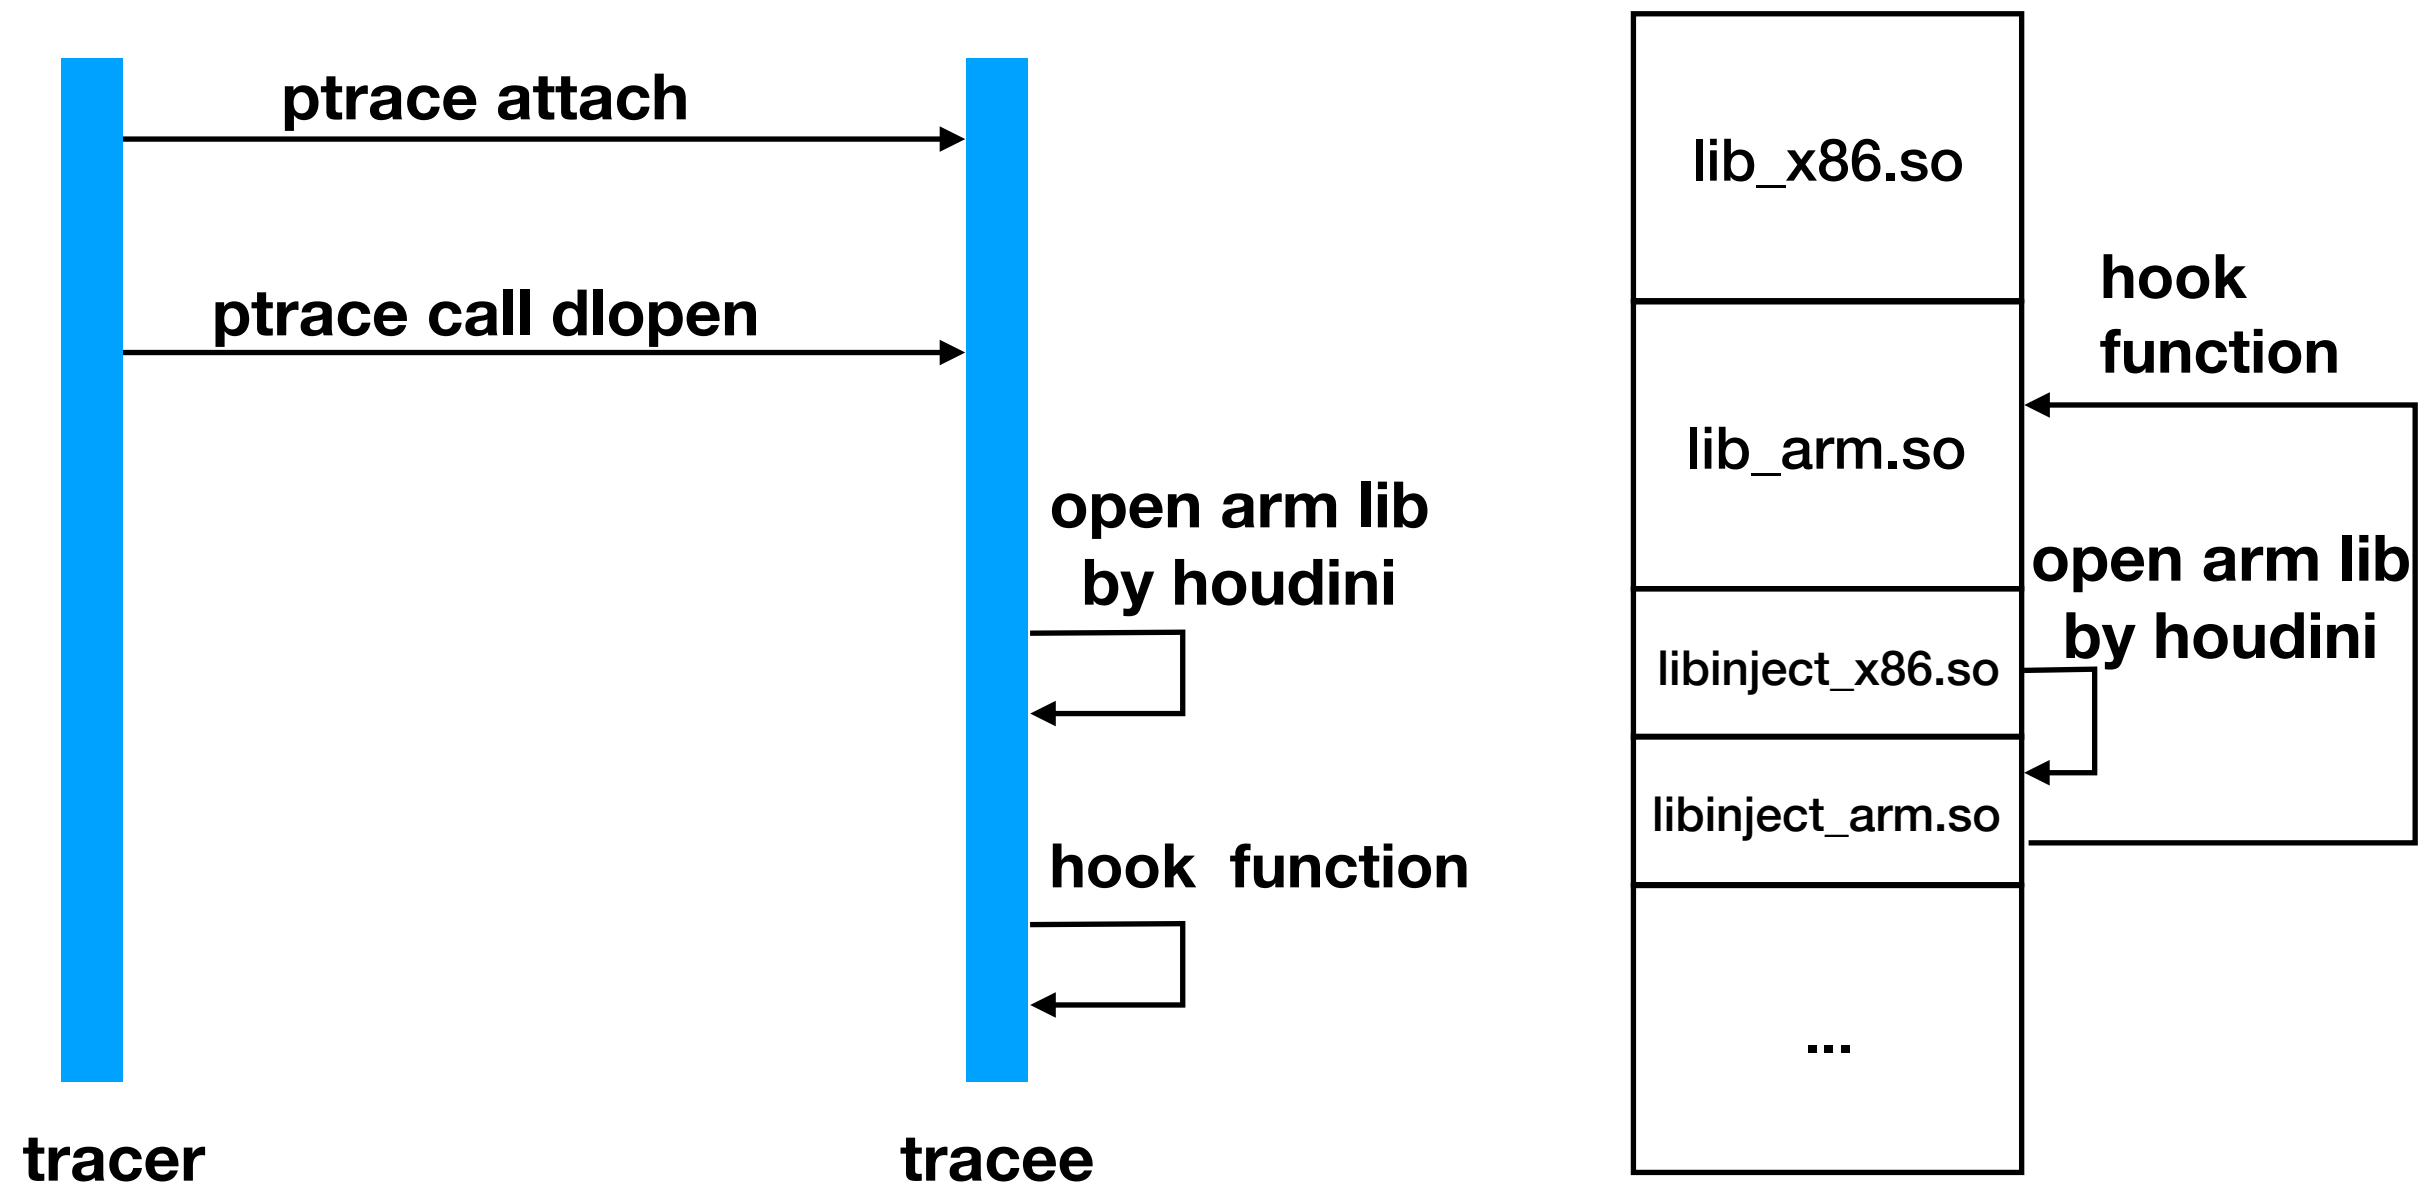 ptrace attach
ptrace call dlopen
open arm lib
by houdini
hook function
tracer
tracee
lib_x86.so
lib_arm.so
libinject_x86.so
libinject_arm.so
...
hook
function
open arm lib
by houdini